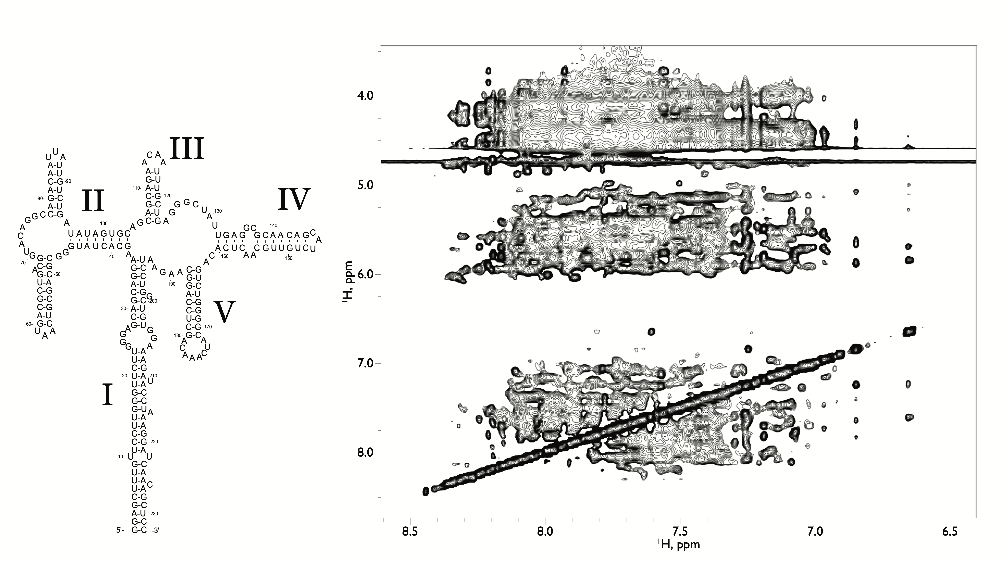 III
II
IV
V
I
U
U A
A-U
A U
C-G -90
A-U
80- G-C
A-U
A G G C C-G
C A
A
U
70
G
100
U A U A G U G C
G U A U C A C G
40
G-C G G
C-G
A G-C -50
U-A
C-G
G-C
C-G
A-U
60- G-C
U A A
C A
A A
A-U
G-U
110- A-U
C-G -120
G-C
A-U
A G C-G A
G G G C U A 130
U
140
U G A G G C G C A A C A G C
A
A C U C A A C G U U G U C U
160
150
C
A
A
A-U A
G-C A G A A C-G
190
G-C
A-U
C-G G
G-C -200
30- A-U
C-G
G-U
A G
G G
G G
A
U-A
U-A
C-G
20- U-A -210
U-A U
G-C
G-C
G-U A
U-A
U-A
C-G
C-G -220
U-A
10- U U
G-C
U-A
U-A C
U-A
C-G
G-C
A-U -230
G-C
5'- G-C -3'
G-U
G-C
A-U
C-G
C-G
U-G
C-G -170
180- G-C
A A
C U
A A A C
4.0
5.0
6.0
7.0
8.0
1H, ppm
8.5 8.0 7.5 7.0 6.5
1H, ppm